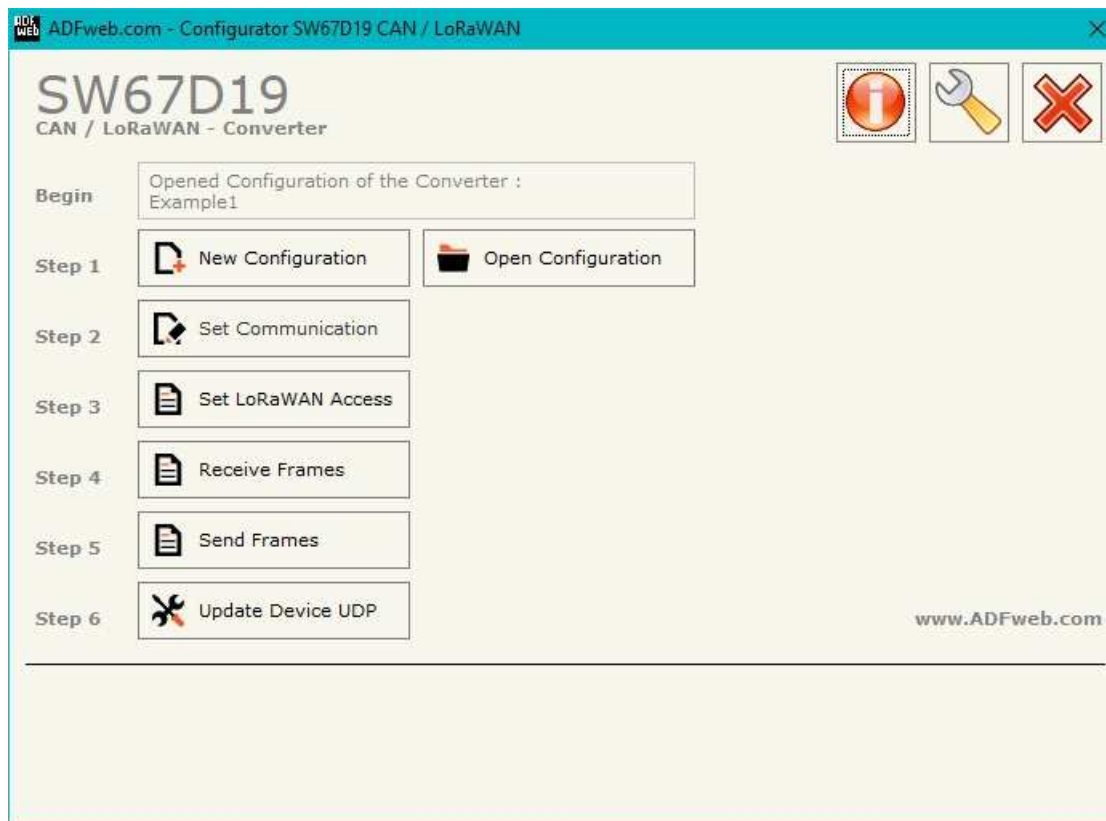 ADF WEB ADFweb.com - Configurator SW67D19 CAN / LoRaWAN
SW67D19
CAN / LoRaWAN - Converter
Begin
Opened Configuration of the Converter :
Example1
Step 1
New Configuration
Open Configuration
Step 2
Set Communication
Step 3
Set LoRaWAN Access
Step 4
Receive Frames
Step 5
Send Frames
Step 6
Update Device UDP
www.ADFweb.com